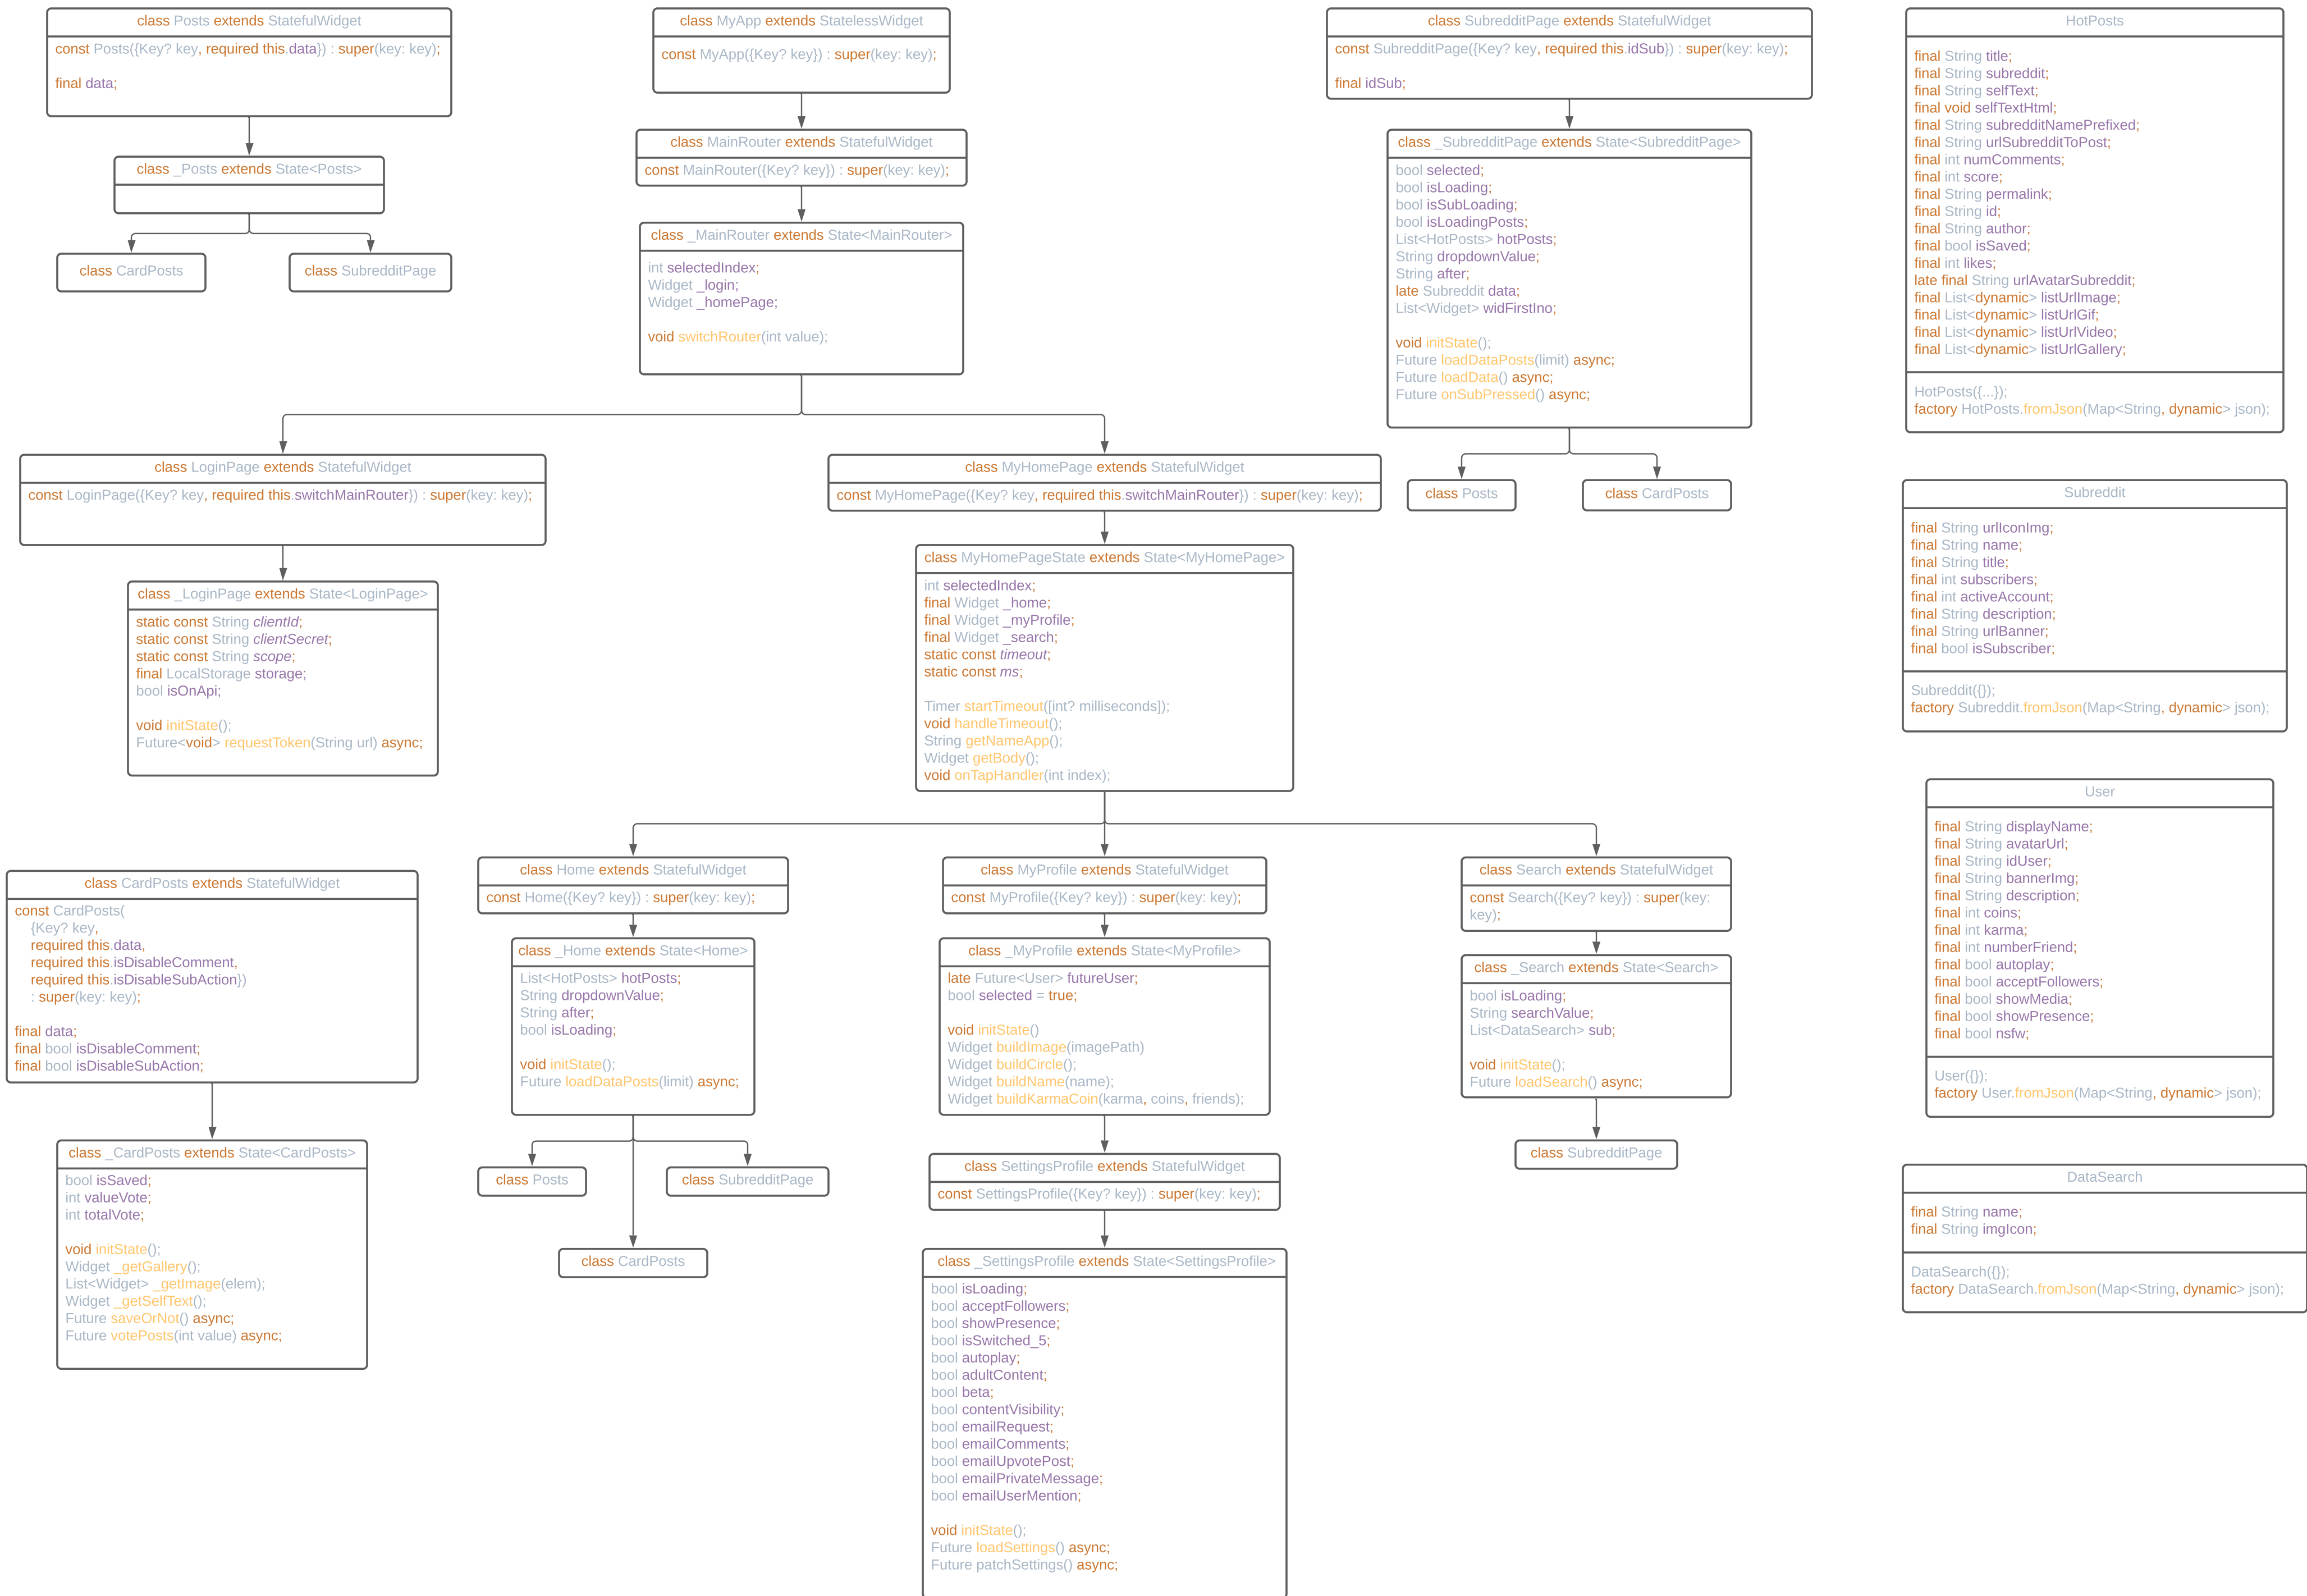 class Posts extends StatefulWidget
const Posts({Key? key, required this.data}) : super(key: key);
final data;
class _Posts extends State<Posts>
class CardPosts
class SubredditPage
class MyApp extends StatelessWidget
const MyApp({Key? key}) : super(key: key);
class MainRouter extends StatefulWidget
const MainRouter({Key? key}) : super(key: key);
class _MainRouter extends State<MainRouter>
int selectedIndex;
Widget _login;
Widget _homePage;
void switchRouter(int value);
class SubredditPage extends StatefulWidget
const SubredditPage({Key? key, required this.idSub}) : super(key: key);
final idSub;
class _SubredditPage extends State<SubredditPage>
bool selected;
bool isLoading;
bool isSubLoading;
bool isLoadingPosts;
List<HotPosts> hotPosts;
String dropdownValue;
String after;
late Subreddit data;
List<Widget> widFirstIno;
void initState();
Future loadDataPosts(limit) async;
Future loadData() async;
Future onSubPressed() async;
class Posts
class CardPosts
class LoginPage extends StatefulWidget
const LoginPage({Key? key, required this.switchMainRouter}) : super(key: key);
class _LoginPage extends State<LoginPage>
static const String clientId;
static const String clientSecret;
static const String scope;
final LocalStorage storage;
bool isOnApi;
void initState();
Future<void> requestToken(String url) async;
class MyHomePage extends StatefulWidget
const MyHomePage({Key? key, required this.switchMainRouter}) : super(key: key);
class MyHomePageState extends State<MyHomePage>
int selectedIndex;
final Widget _home;
final Widget _myProfile;
final Widget _search;
static const timeout;
static const ms;
Timer startTimeout([int? milliseconds]);
void handleTimeout();
String getNameApp();
Widget getBody();
void onTapHandler(int index);
class CardPosts extends StatefulWidget
const CardPosts(
{Key? key,
required this.data,
required this.isDisableComment,
required this.isDisableSubAction})
: super(key: key);
final data;
final bool isDisableComment;
final bool isDisableSubAction;
class _CardPosts extends State<CardPosts>
bool isSaved;
int valueVote;
int totalVote;
void initState();
Widget _getGallery();
List<Widget> _getImage(elem);
Widget _getSelfText();
Future saveOrNot() async;
Future votePosts(int value) async;
class Home extends StatefulWidget
const Home({Key? key}) : super(key: key);
class _Home extends State<Home>
List<HotPosts> hotPosts;
String dropdownValue;
String after;
bool isLoading;
void initState();
Future loadDataPosts(limit) async;
class Posts
class SubredditPage
class CardPosts
class MyProfile extends StatefulWidget
const MyProfile({Key? key}) : super(key: key);
class _MyProfile extends State<MyProfile>
late Future<User> futureUser;
bool selected = true;
void initState()
Widget buildImage(imagePath)
Widget buildCircle();
Widget buildName(name);
Widget buildKarmaCoin(karma, coins, friends);
class SettingsProfile extends StatefulWidget
const SettingsProfile({Key? key}) : super(key: key);
class _SettingsProfile extends State<SettingsProfile>
bool isLoading;
bool acceptFollowers;
bool showPresence;
bool isSwitched_5;
bool autoplay;
bool adultContent;
bool beta;
bool contentVisibility;
bool emailRequest;
bool emailComments;
bool emailUpvotePost;
bool emailPrivateMessage;
bool emailUserMention;
void initState();
Future loadSettings() async;
Future patchSettings() async;
class Search extends StatefulWidget
const Search({Key? key}) : super(key:
key);
class _Search extends State<Search>
bool isLoading;
String searchValue;
List<DataSearch> sub;
void initState();
Future loadSearch() async;
class SubredditPage
HotPosts
final String title;
final String subreddit;
final String selfText;
final void selfTextHtml;
final String subredditNamePrefixed;
final String urlSubredditToPost;
final int numComments;
final int score;
final String permalink;
final String id;
final String author;
final bool isSaved;
final int likes;
late final String urlAvatarSubreddit;
final List<dynamic> listUrlImage;
final List<dynamic> listUrlGif;
final List<dynamic> listUrlVideo;
final List<dynamic> listUrlGallery;
HotPosts({...});
factory HotPosts.fromJson(Map<String, dynamic> json);
Subreddit
final String urlIconImg;
final String name;
final String title;
final int subscribers;
final int activeAccount;
final String description;
final String urlBanner;
final bool isSubscriber;
Subreddit({});
factory Subreddit.fromJson(Map<String, dynamic> json);
User
final String displayName;
final String avatarUrl;
final String idUser;
final String bannerImg;
final String description;
final int coins;
final int karma;
final int numberFriend;
final bool autoplay;
final bool acceptFollowers;
final bool showMedia;
final bool showPresence;
final bool nsfw;
User({});
factory User.fromJson(Map<String, dynamic> json);
DataSearch
final String name;
final String imgIcon;
DataSearch({});
factory DataSearch.fromJson(Map<String, dynamic> json);